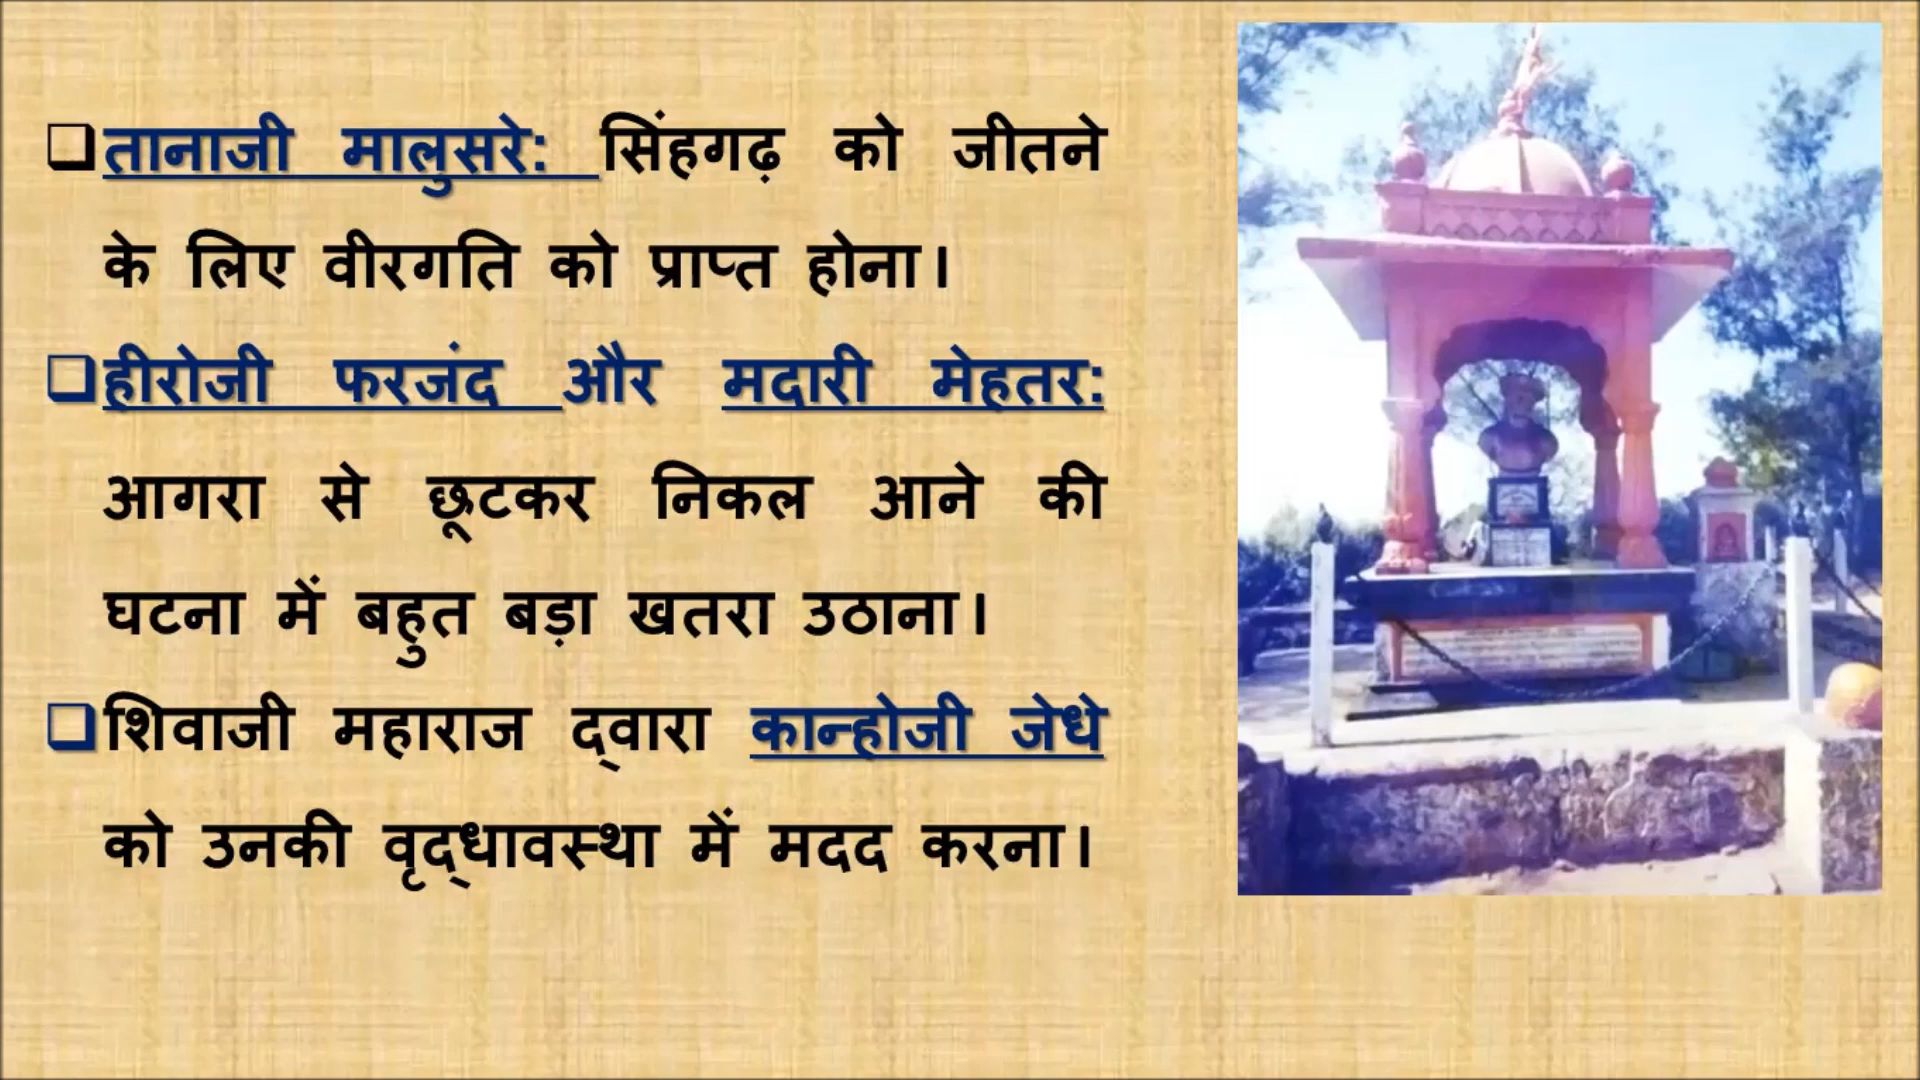 तानाजी मालुसरे: सिंहगढ़ को जीतने
के लिए वीरगति को प्राप्त होना।
हीरोजी फरजंद और मदारी मेहतर:
आगरा से छूटकर निकल आने की
घटना में बहुत बड़ा खतरा उठाना।
शिवाजी महाराज द्वारा कान्होजी जेधे
को उनकी वृद्धावस्था में मदद करना।